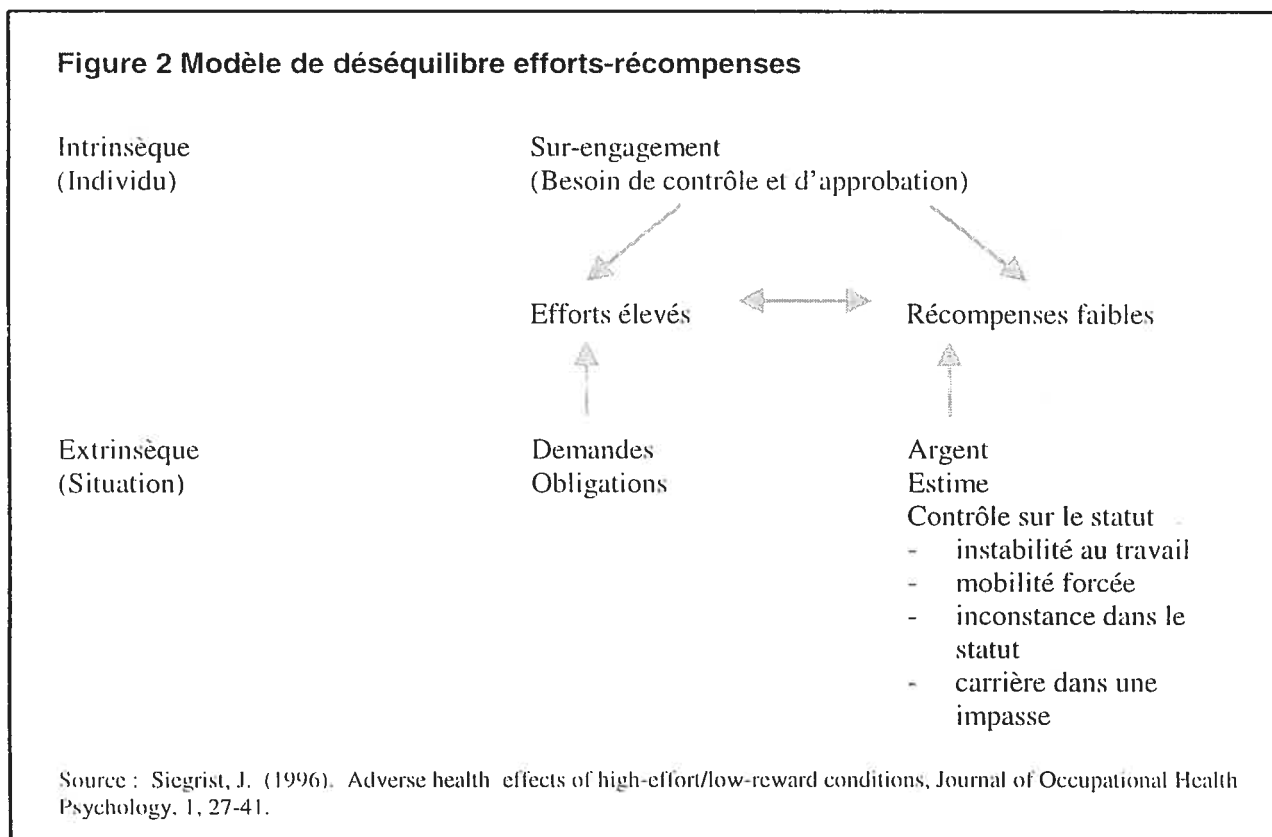 Figure 2 Modèle de déséquilibre efforts-récompenses
Intrinsèque
(Individu)
Sur-engagement
(Besoin de contrôle et d'approbation)
Efforts élevés
Récompenses faibles
Extrinsèque
(Situation)
Demandes
Obligations
Argent
Estime
Contrôle sur le statut
- instabilité au travail
- mobilité forcée
- inconstance dans le
statut
- carrière dans une
impasse
Source : Siegrist, J. (1996). Adverse health effects of high-effort/low-reward conditions, Journal of Occupational Health
Psychology, 1, 27-41.